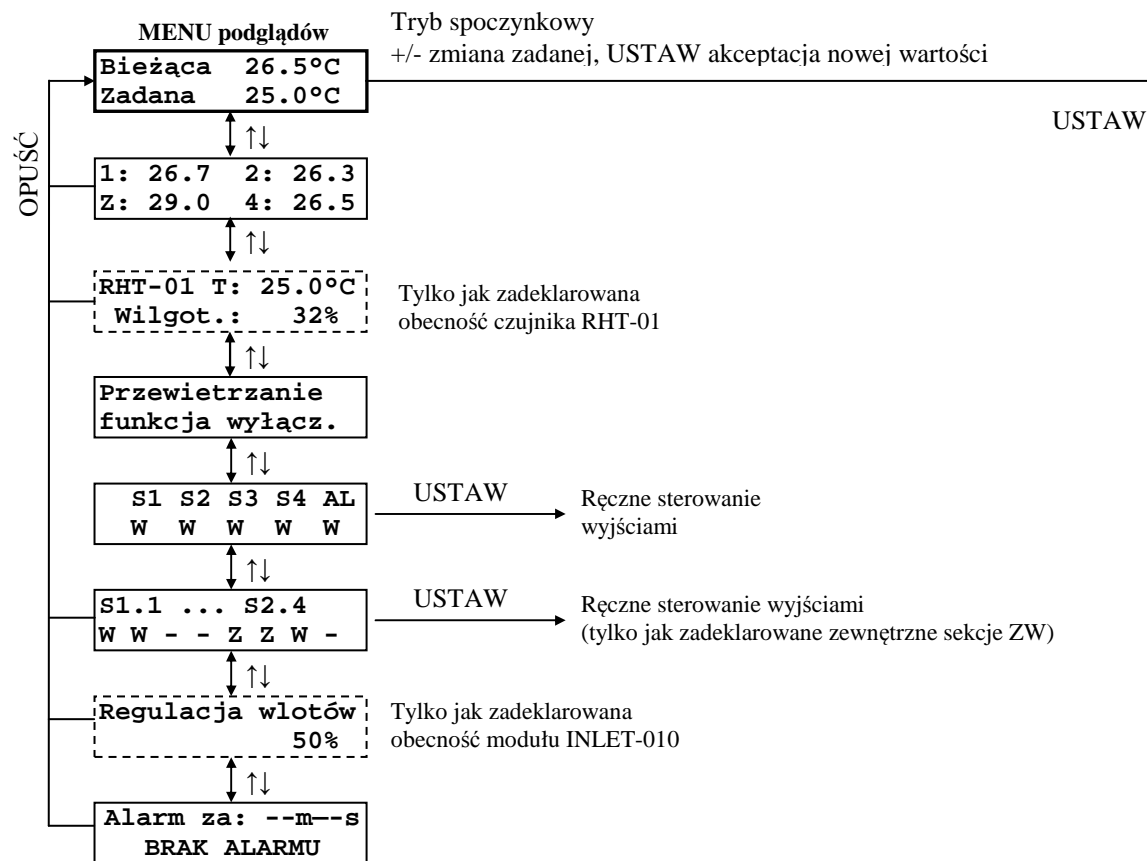 MENU podglądów
Tryb spoczynkowy
+/- zmiana zadanej, USTAW akceptacja nowej wartości
Bieżąca 26.5°C
Zadana 25.0°C
USTAW
OPUŚĆ
↑↓
1: 26.7 2: 26.3
Z: 29.0 4: 26.5
↑↓
RHT-01 T: 25.0°C
Wilgot.: 32%
Tylko jak zadeklarowana
obecność czujnika RHT-01
↑↓
Przewietrzanie
funkcja wyłącz.
↑↓
S1 S2 S3 S4 AL
W W W W W
USTAW
Ręczne sterowanie
wyjściami
↑↓
S1.1 ... S2.4
W W - - Z Z W -
USTAW
Ręczne sterowanie wyjściami
(tylko jak zadeklarowane zewnętrzne sekcje ZW)
↑↓
Regulacja wlotów
50%
Tylko jak zadeklarowana
obecność modułu INLET-010
↑↓
Alarm za: --m--s
BRAK ALARMU